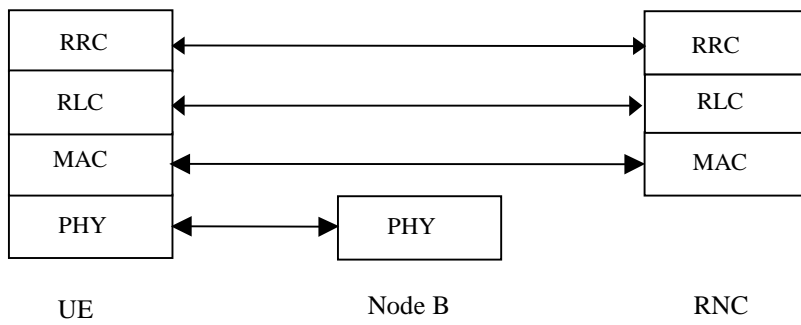 RRC RRC
RLC RLC
MAC MAC
PHY PHY
UE Node B RNC